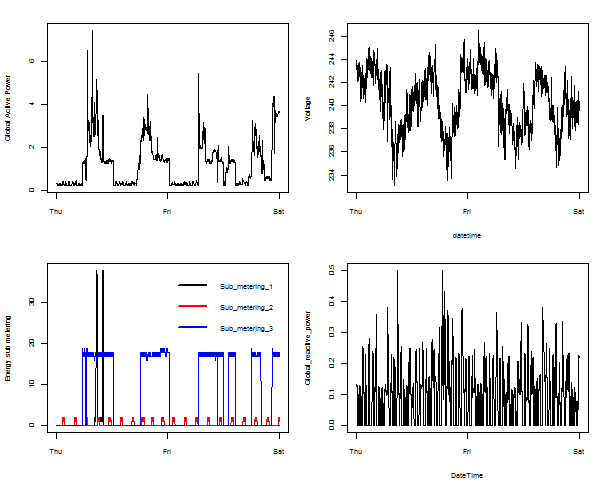 Global Active Power
6
4
2
0
Thu
Fri
Sat
Voltage
246
244
242
240
238
236
234
Thu
Fri
Sat
datetime
Energy sub metering
30
20
10
0
Sub_metering_1
Sub_metering_2
Sub_metering_3
Thu
Fri
Sat
Global_reactive_power
0.5
0.4
0.3
0.2
0.1
0.0
Thu
Fri
Sat
DateTime